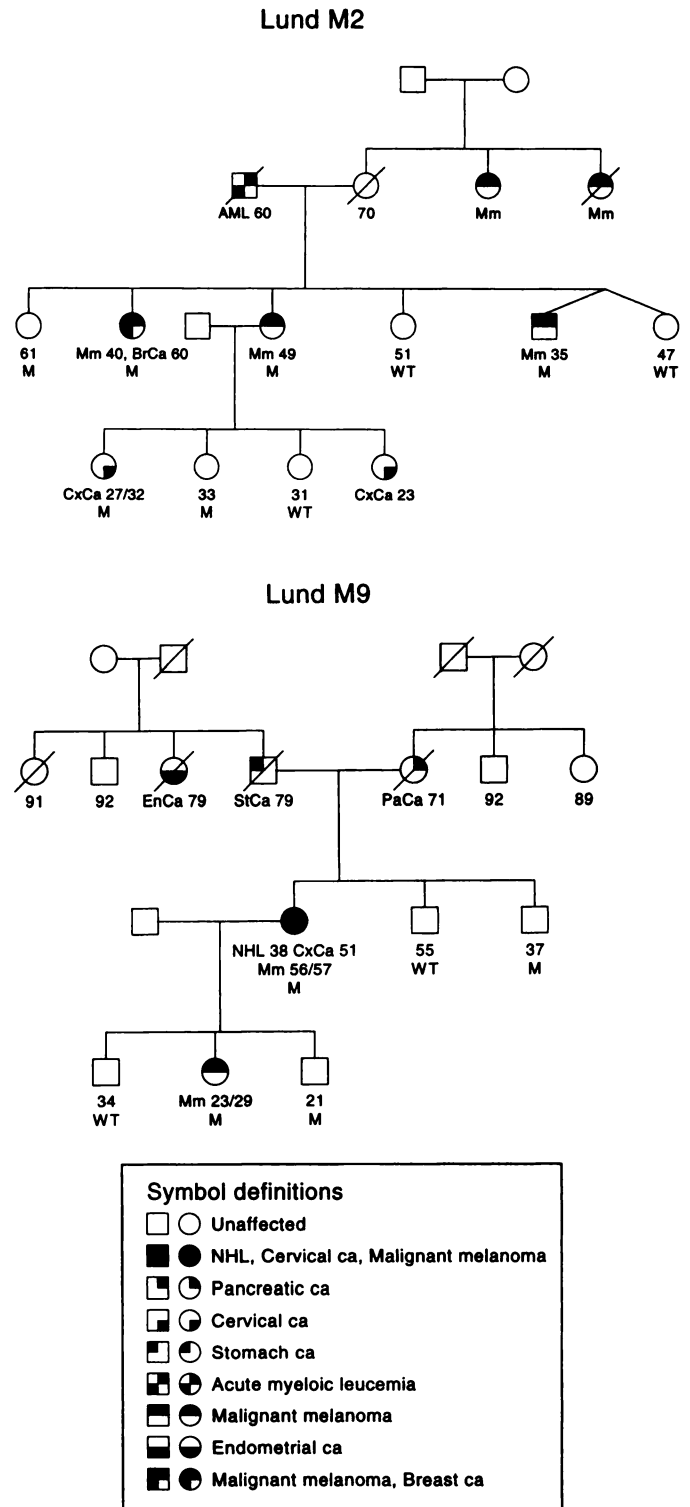 Lund M2
AML 60 70 Mm Mm
61 Mm 40, BrCa 60 Mm 49 51 Mm 35 47
M M M WT M WT
CxCa 27/32 33 31 CxCa 23
M M WT
Lund M9
91 92 EnCa 79 StCa 79 PaCa 71 92 89
NHL 38 CxCa 51 55 37
Mm 56/57 WT M
M
34 Mm 23/29 21
WT M M
Symbol definitions
Unaffected
NHL, Cervical ca, Malignant melanoma
Pancreatic ca
Cervical ca
Stomach ca
Acute myeloic leucemia
Malignant melanoma
Endometrial ca
Malignant melanoma, Breast ca